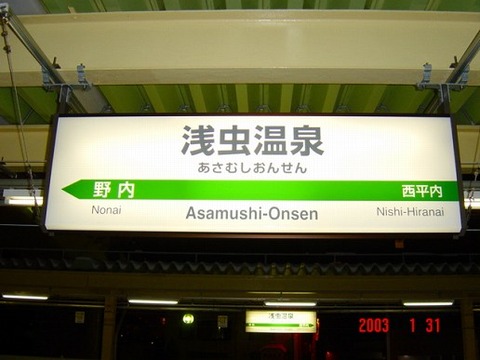 浅虫温泉
あさむしおんせん
野内 西平内
Nonai Asamushi-Onsen Nishi-Hiranai
浅虫温泉
2003 1 31